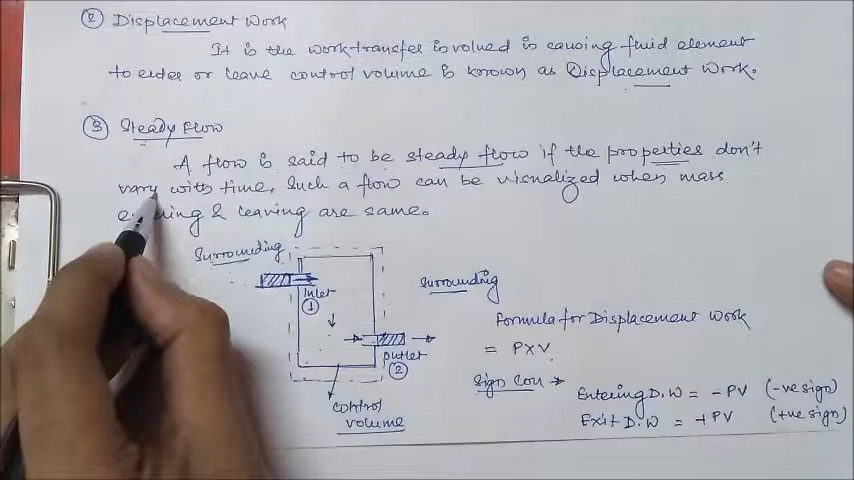 ② Displacement Work
It is the work transfer involved is causing fluid element
to enter or leave control volume is known as Displacement Work.
③ Steady Flow
A flow is said to be steady flow if the properties don't
vary with time. Such a flow can be visualized when mass
& leaving are same.
Surrounding
Surrounding
Inlet
①
outlet
②
control
volume
Formula for Displacement Work
= P×V.
Sign Con →
Entering D.W = - PV (-ve sign)
Exit D.W = + PV (+ve sign)